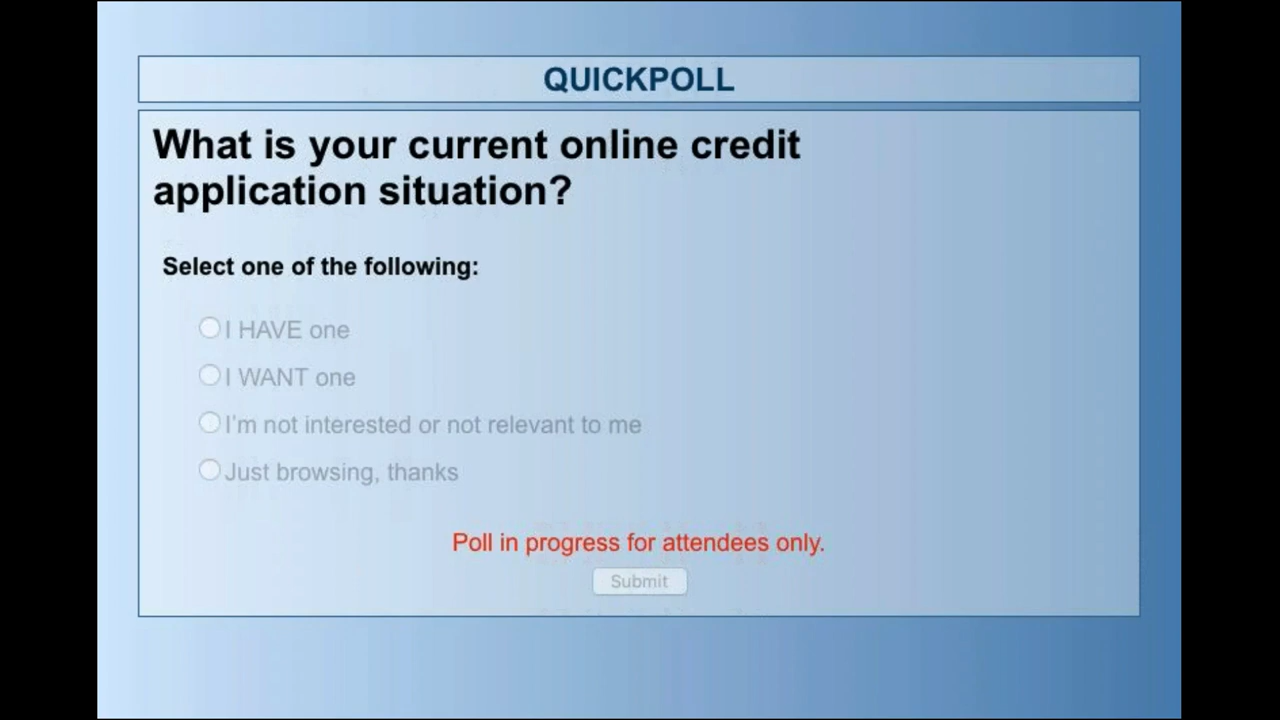 QUICKPOLL
What is your current online credit
application situation?
Select one of the following:
I HAVE one
I WANT one
I'm not interested or not relevant to me
Just browsing, thanks
Poll in progress for attendees only.
Submit